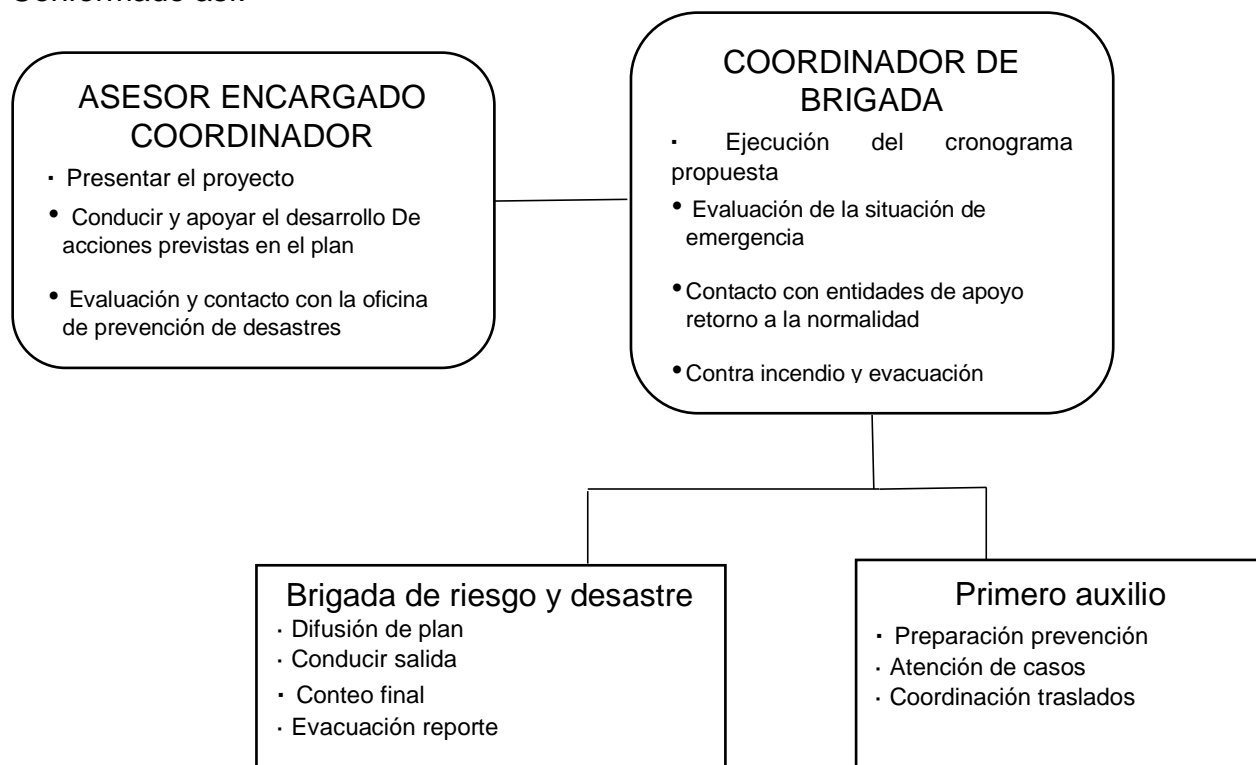 Conformado así:
ASESOR ENCARGADO
COORDINADOR
▪ Presentar el proyecto
• Conducir y apoyar el desarrollo De
acciones previstas en el plan
• Evaluación y contacto con la oficina
de prevención de desastres
COORDINADOR DE
BRIGADA
▪ Ejecución del cronograma
propuesta
• Evaluación de la situación de
emergencia
• Contacto con entidades de apoyo
retorno a la normalidad
• Contra incendio y evacuación
Brigada de riesgo y desastre
▪ Difusión de plan
▪ Conducir salida
▪ Conteo final
▪ Evacuación reporte
Primero auxilio
▪ Preparación prevención
▪ Atención de casos
▪ Coordinación traslados